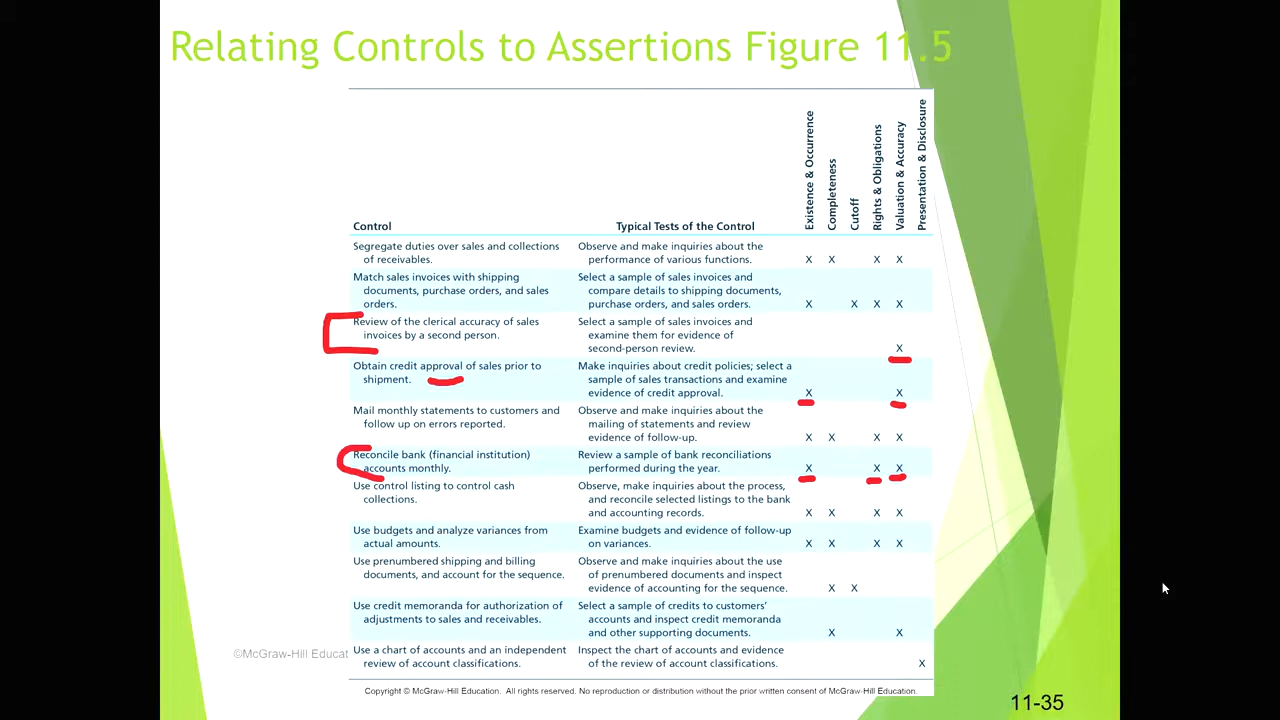 Relating Controls to Assertions Figure 11.5
Existence & Occurrence
Completeness
Cutoff
Rights & Obligations
Valuation & Accuracy
Presentation & Disclosure
Control Typical Tests of the Control
Segregate duties over sales and collections
of receivables.
Observe and make inquiries about the
performance of various functions. X X X X
Match sales invoices with shipping
documents, purchase orders, and sales
orders.
Select a sample of sales invoices and
compare details to shipping documents,
purchase orders, and sales orders. X X X X
Review of the clerical accuracy of sales
invoices by a second person.
Select a sample of sales invoices and
examine them for evidence of
second-person review. X
Obtain credit approval of sales prior to
shipment.
Make inquiries about credit policies; select a
sample of sales transactions and examine
evidence of credit approval. X X
Mail monthly statements to customers and
follow up on errors reported.
Observe and make inquiries about the
mailing of statements and review
evidence of follow-up. X X X X
Reconcile bank (financial institution)
accounts monthly.
Review a sample of bank reconciliations
performed during the year. X X X
Use control listing to control cash
collections.
Observe, make inquiries about the process,
and reconcile selected listings to the bank
and accounting records. X X X X
Use budgets and analyze variances from
actual amounts.
Examine budgets and evidence of follow-up
on variances. X X X X
Use prenumbered shipping and billing
documents, and account for the sequence.
Observe and make inquiries about the use
of prenumbered documents and inspect
evidence of accounting for the sequence. X X
Use credit memoranda for authorization of
adjustments to sales and receivables.
Select a sample of credits to customers'
accounts and inspect credit memoranda
and other supporting documents. X X
Use a chart of accounts and an independent
review of account classifications.
Inspect the chart of accounts and evidence
of the review of account classifications. X
©McGraw-Hill Educat
Copyright © McGraw-Hill Education. All rights reserved. No reproduction or distribution without the prior written consent of McGraw-Hill Education.
11-35